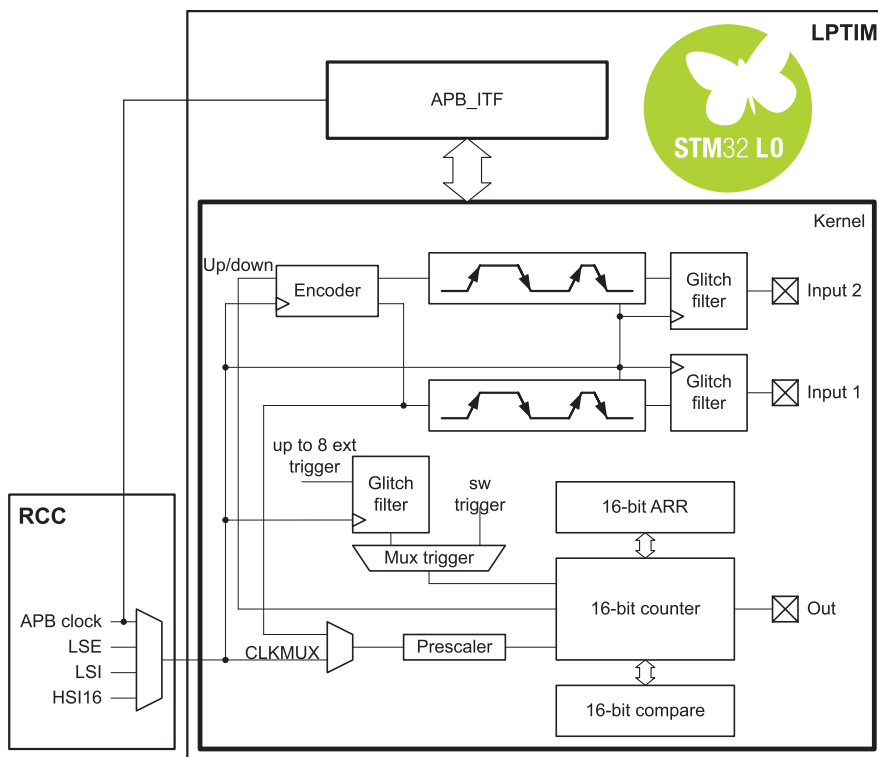 LPTIM
APB_ITF
STM32 L0
Kernel
Up/down
Encoder
Glitch
filter
Input 2
Glitch
filter
Input 1
up to 8 ext
trigger
Glitch
filter
sw
trigger
Mux trigger
16-bit ARR
16-bit counter
Out
16-bit compare
CLKMUX
Prescaler
RCC
APB clock
LSE
LSI
HSI16